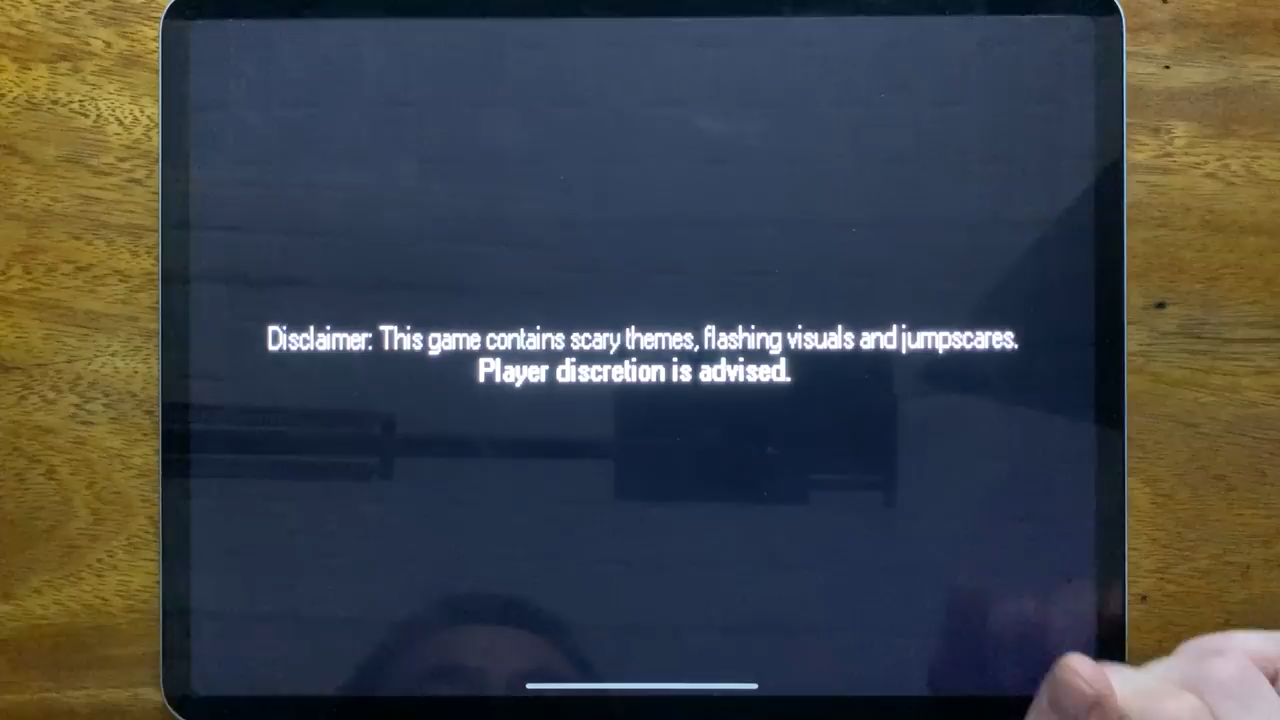 Disclaimer: This game contains scary themes, flashing visuals and jumpscares.
Player discretion is advised.